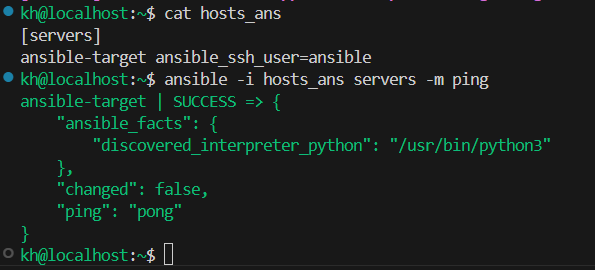 kh@localhost:~$ cat hosts_ans
[servers]
ansible-target ansible_ssh_user=ansible
kh@localhost:~$ ansible -i hosts_ans servers -m ping
ansible-target | SUCCESS => {
    "ansible_facts": {
        "discovered_interpreter_python": "/usr/bin/python3"
    },
    "changed": false,
    "ping": "pong"
}
kh@localhost:~$